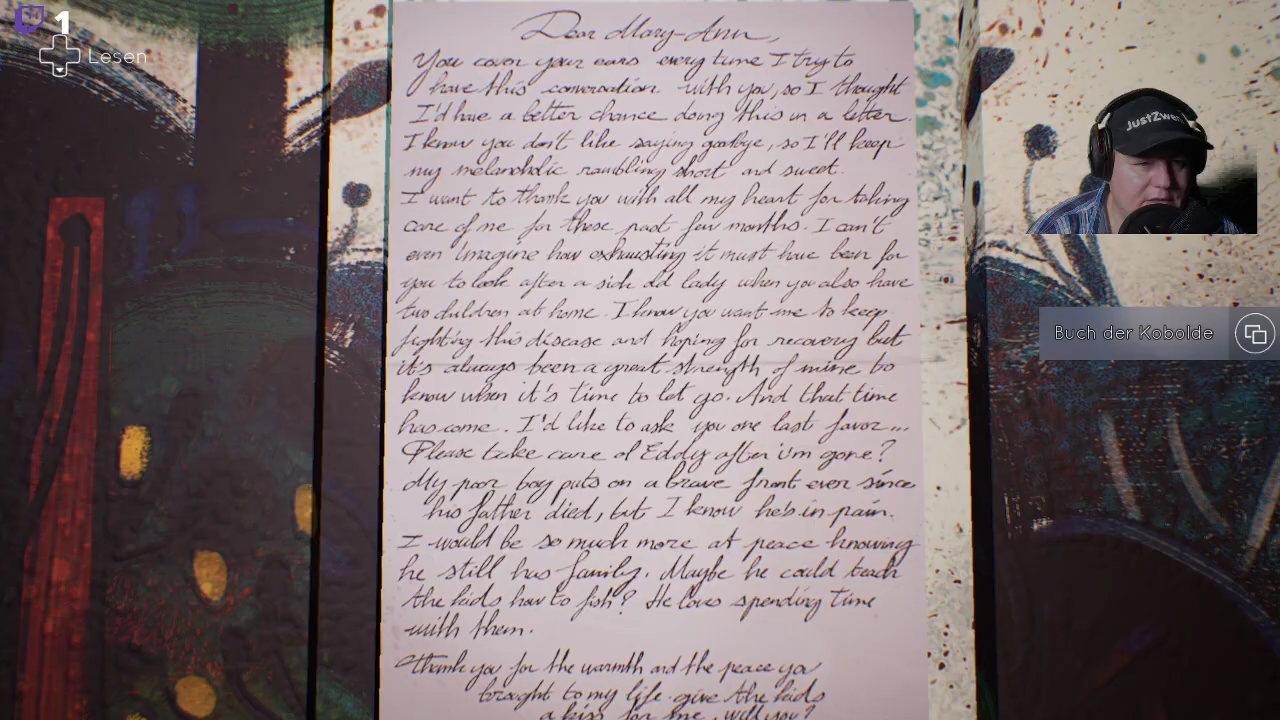 1
Lesen
JustZwen
Buch der Kobolde
Dear Mary-Ann,
You cover your ears every time I try to
have this conversation with you, so I thought
I'd have a better chance doing this in a letter.
I know you don't like saying goodbye, so I'll keep
my melancholic rambling short and sweet.
I want to thank you with all my heart for taking
care of me for these past few months. I can't
even imagine how exhausting it must have been for
you to look after a sick old lady when you also have
two children at home. I know you want me to keep
fighting this disease and hoping for recovery but
it's always been a great strength of mine to
know when it's time to let go. And that time
has come. I'd like to ask you one last favor...
Please take care of Eddy after i'm gone?
My poor boy puts on a brave front ever since
his father died, but I know he's in pain.
I would be so much more at peace knowing
he still has family. Maybe he could teach
the kids how to fish? He loves spending time
with them.
Thank you for the warmth and the peace you
brought to my life. give the kids
a kiss for me, will you?